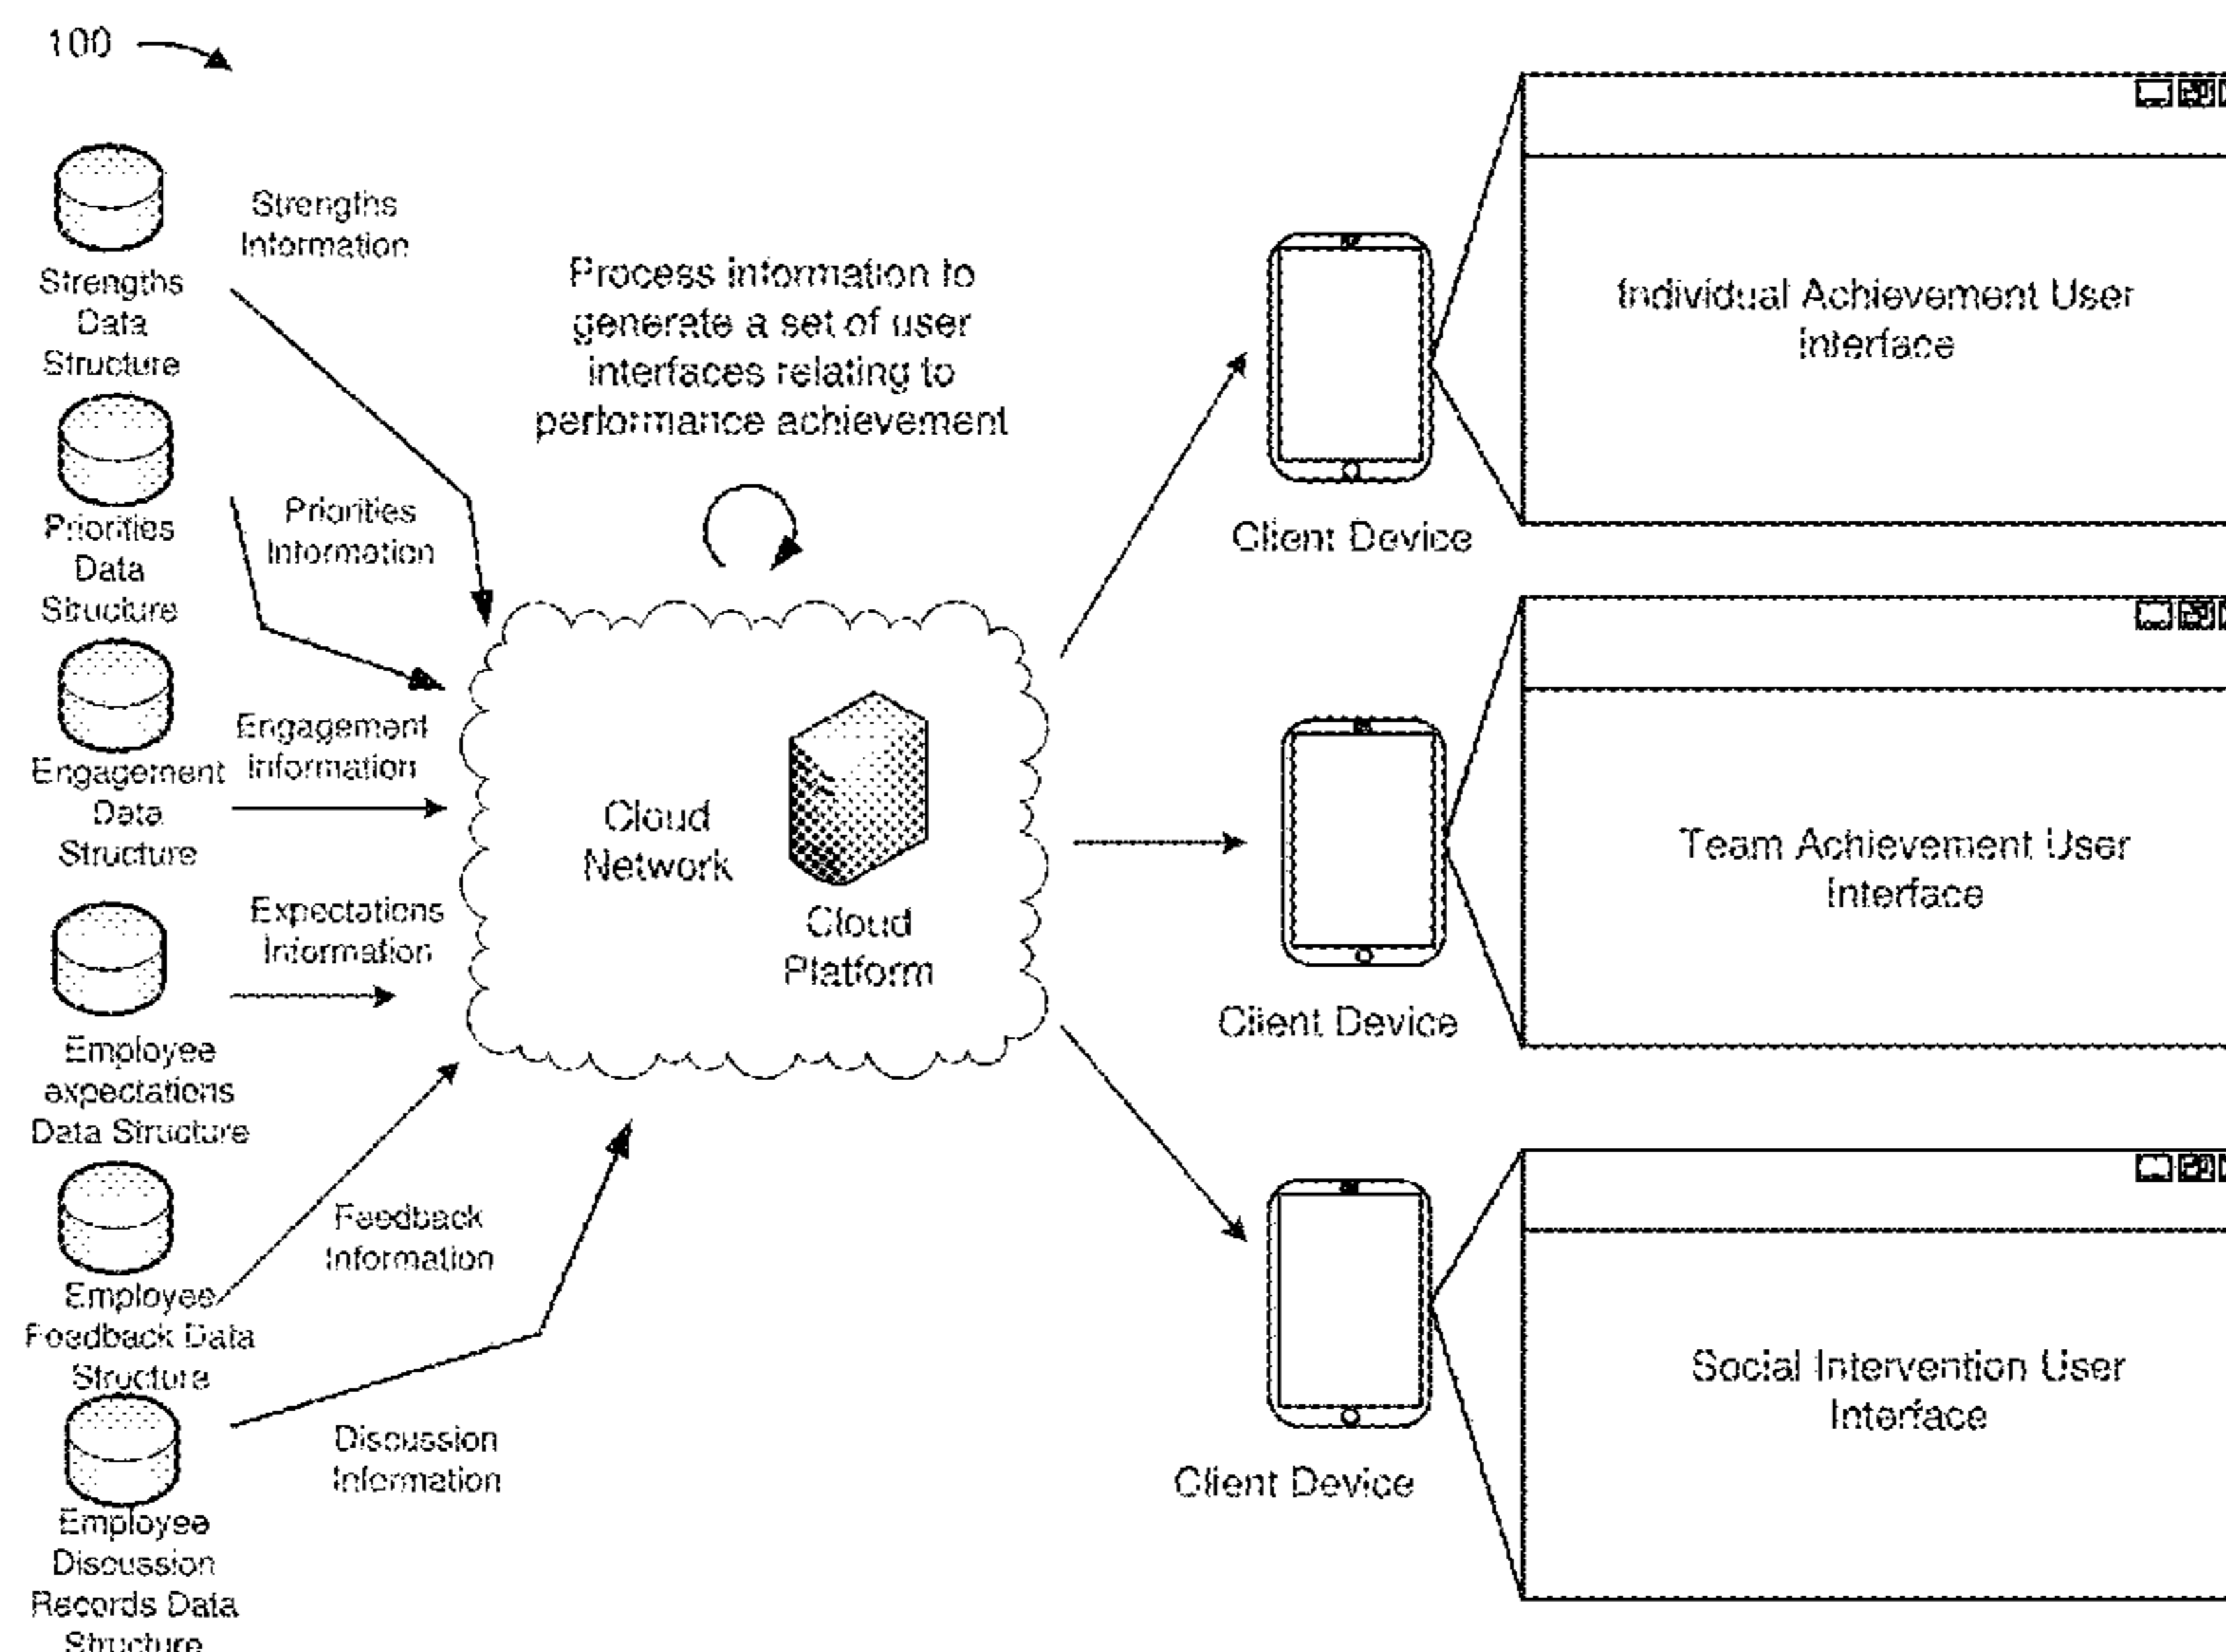 100
Strengths
Data
Structure
Strengths
Information
Priorities
Data
Structure
Priorities
Information
Engagement
Data
Structure
Engagement
Information
Employee
expectations
Data Structure
Expectations
Information
Employee
Feedback Data
Structure
Feedback
Information
Employee
Discussion
Records Data
Structure
Discussion
Information
Process information to
generate a set of user
interfaces relating to
performance achievement
Cloud
Network
Cloud
Platform
Client Device
Individual Achievement User
Interface
Client Device
Team Achievement User
Interface
Client Device
Social Intervention User
Interface